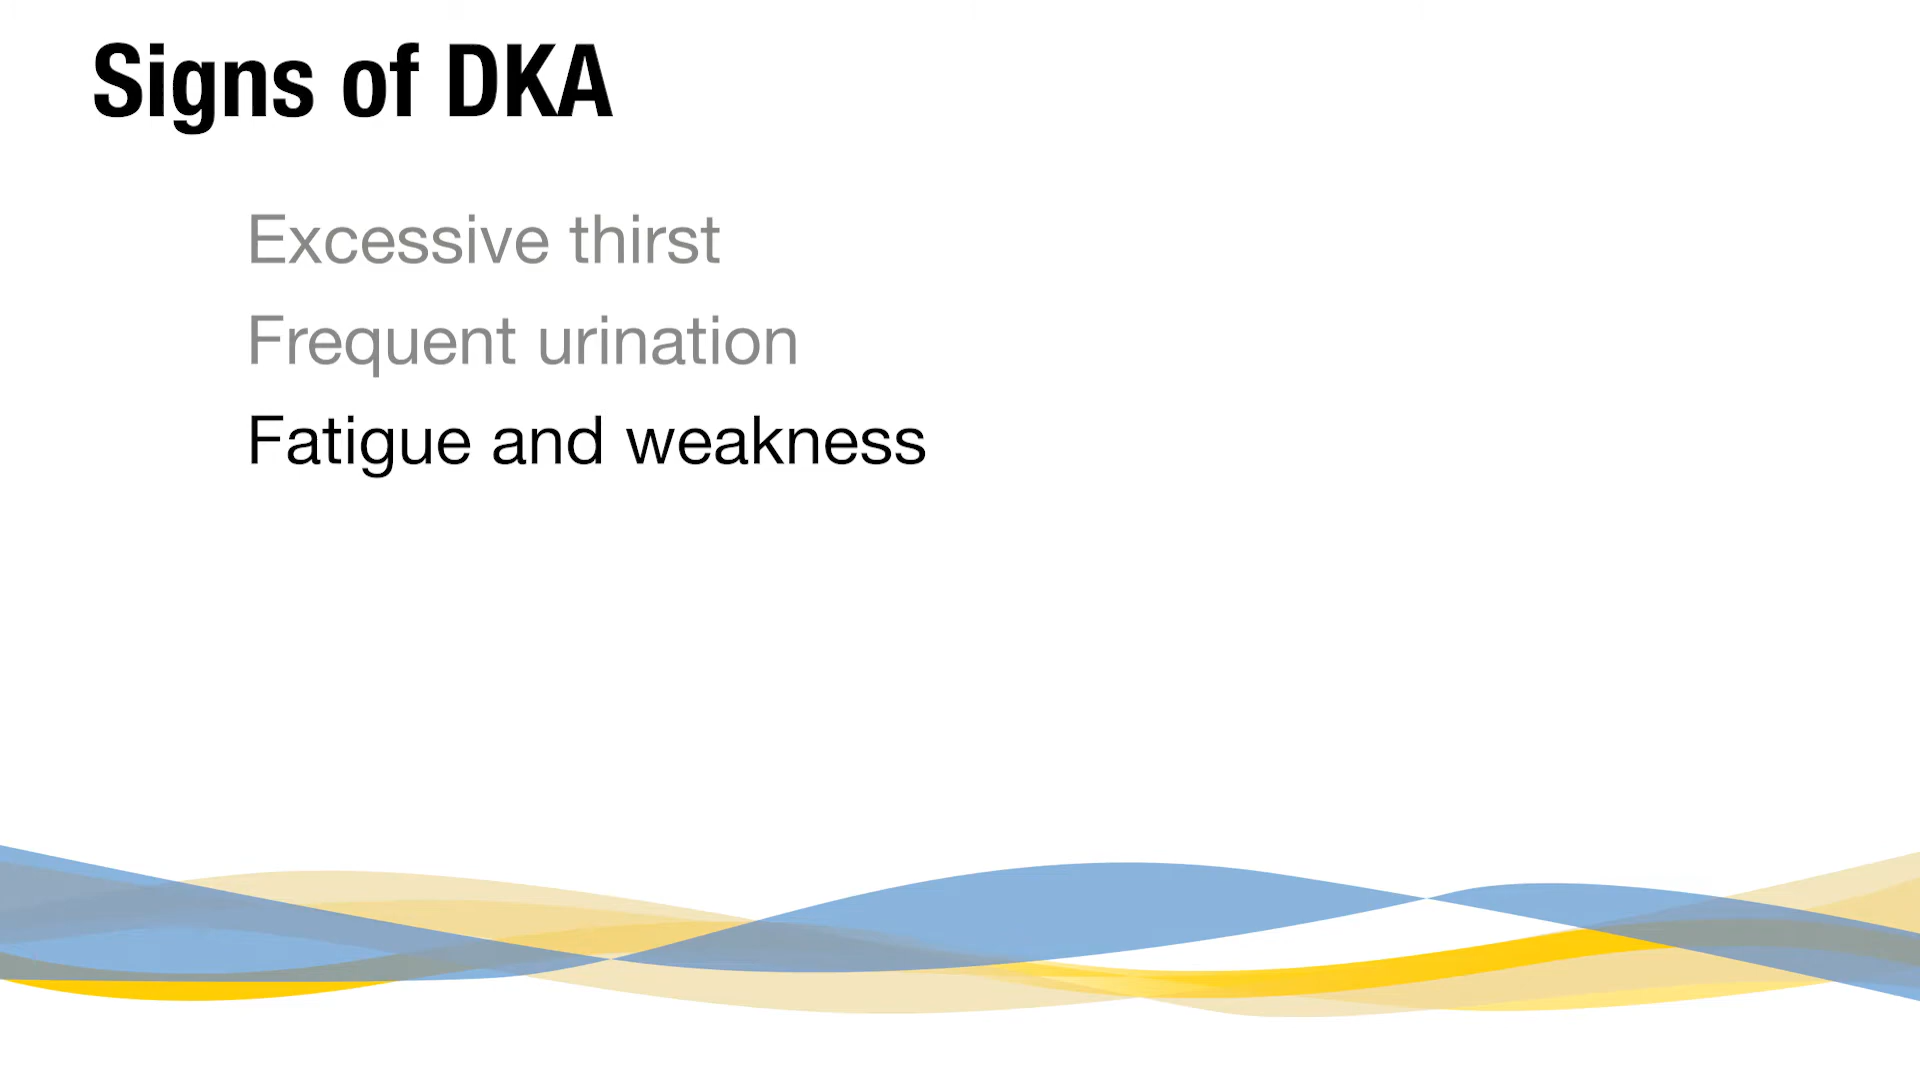 Signs of DKA
Excessive thirst
Frequent urination
Fatigue and weakness